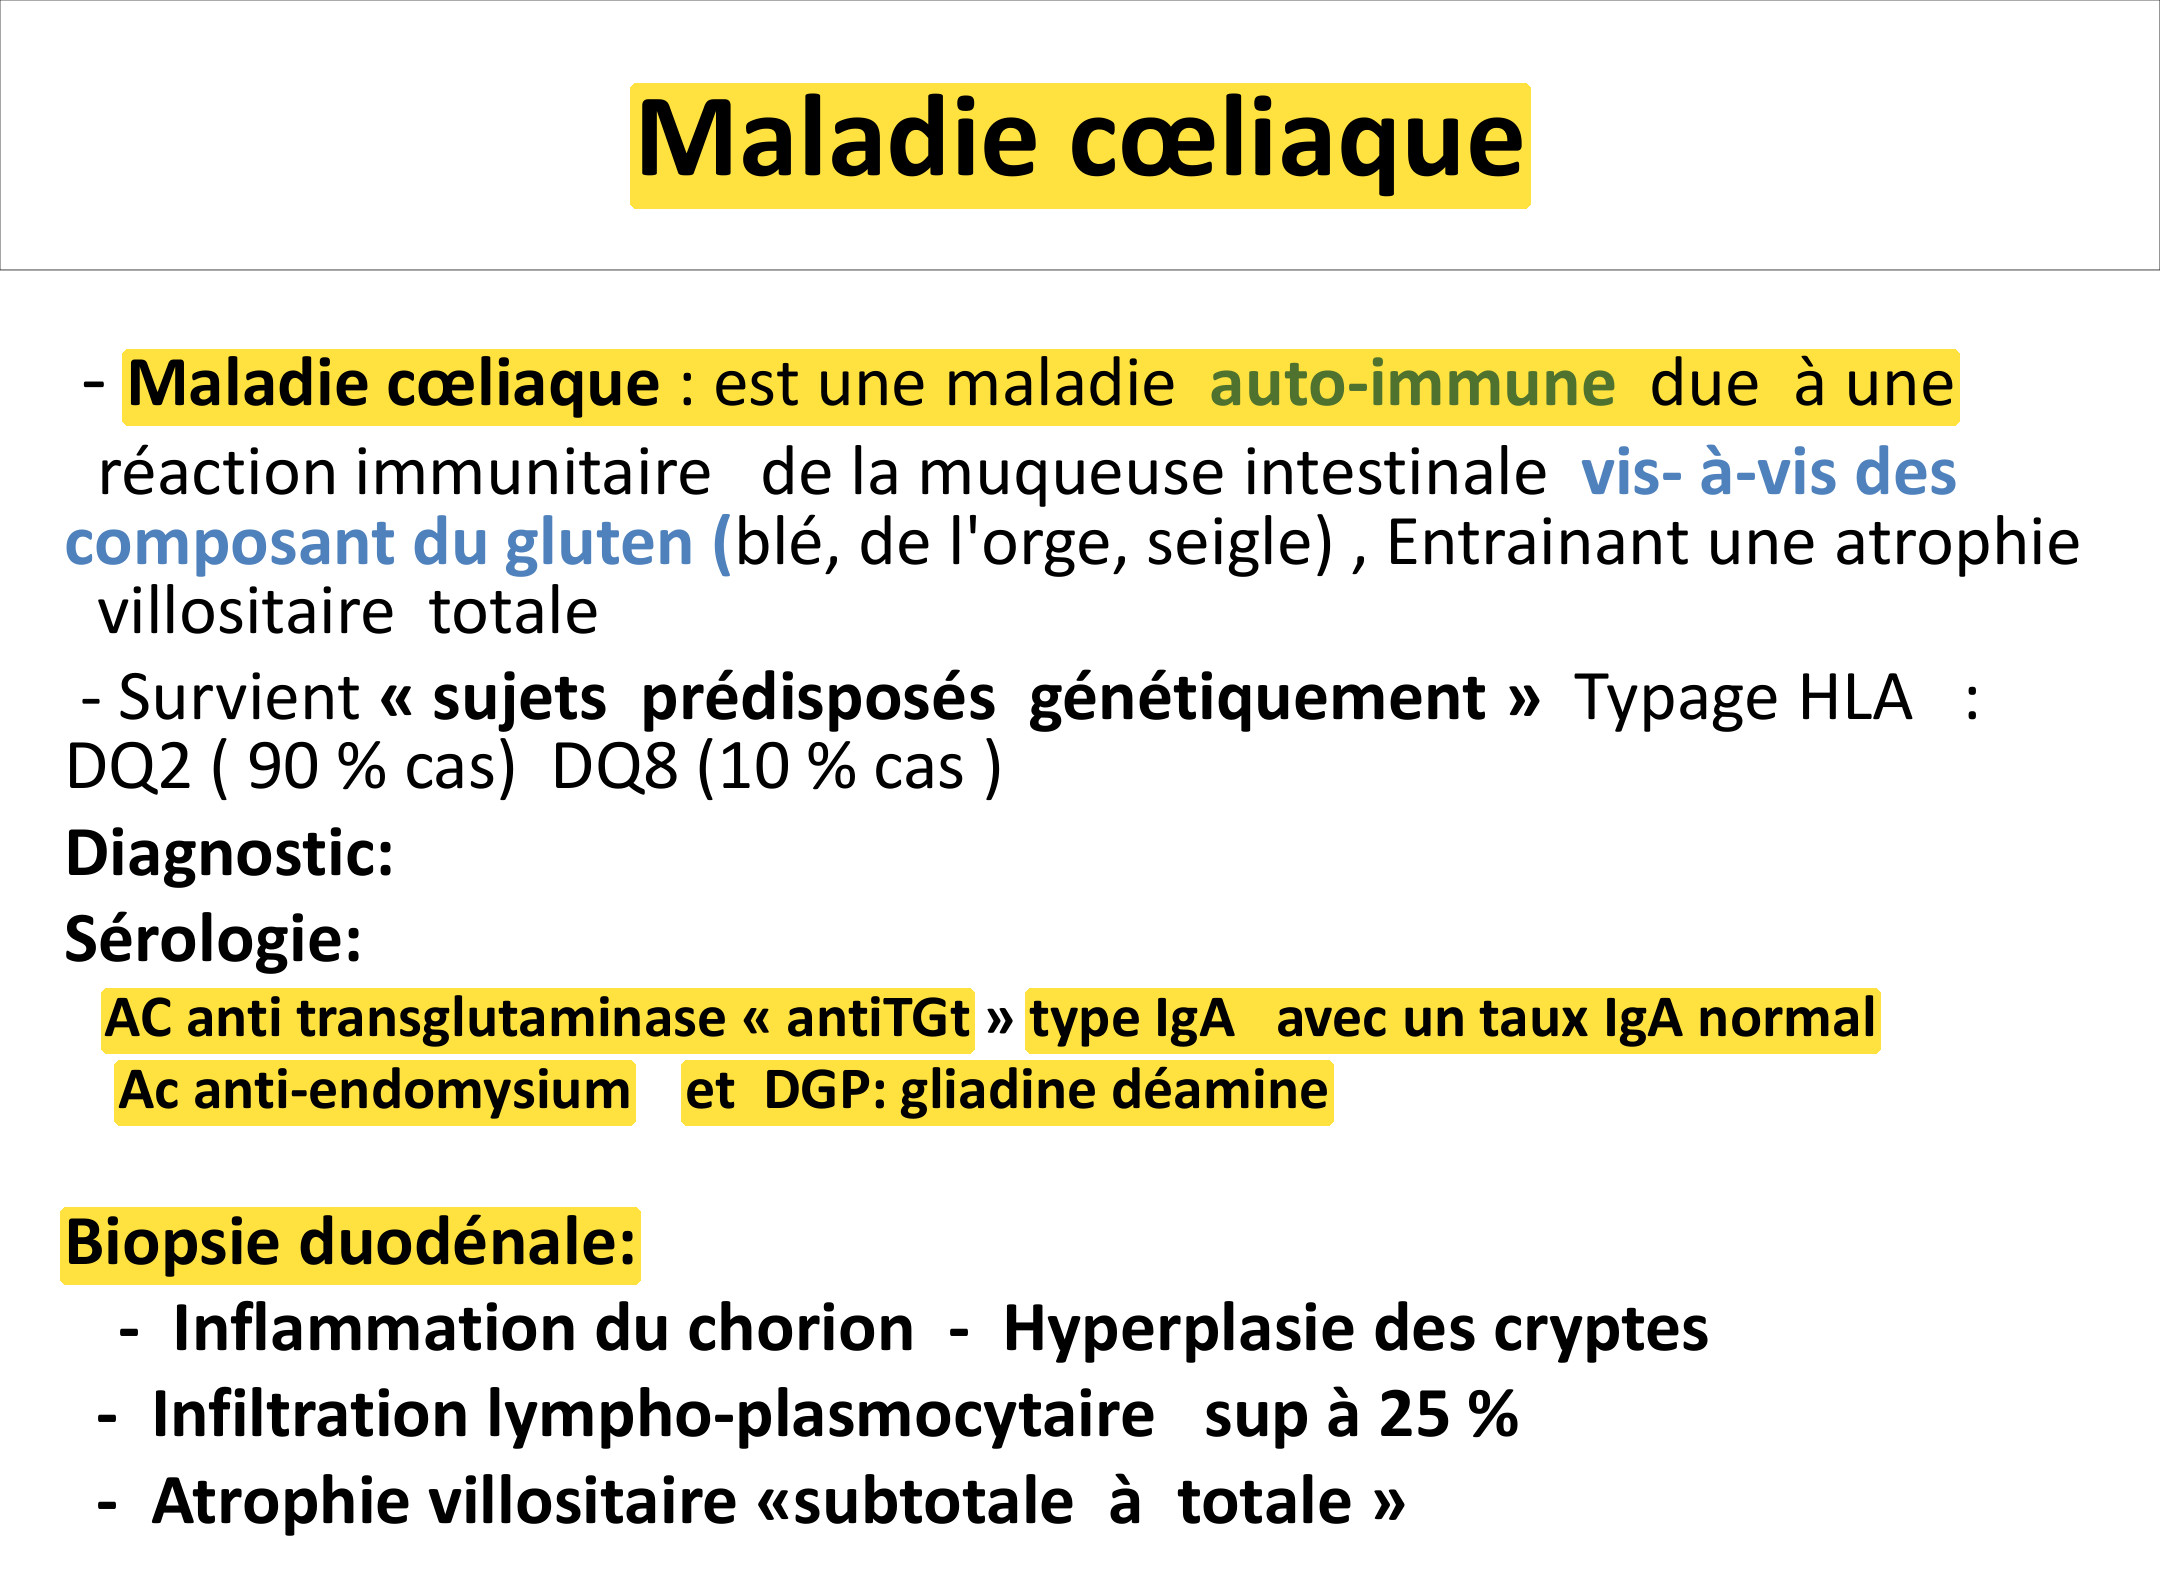 Maladie cœliaque
- Maladie cœliaque : est une maladie auto-immune due à une
réaction immunitaire de la muqueuse intestinale vis- à-vis des
composant du gluten (blé, de l'orge, seigle) , Entrainant une atrophie
villositaire totale
- Survient « sujets prédisposés génétiquement » Typage HLA :
DQ2 ( 90 % cas) DQ8 (10 % cas )
Diagnostic:
Sérologie:
AC anti transglutaminase « antiTGt » type IgA avec un taux IgA normal
Ac anti-endomysium et DGP: gliadine déamine
Biopsie duodénale:
- Inflammation du chorion - Hyperplasie des cryptes
- Infiltration lympho-plasmocytaire sup à 25 %
- Atrophie villositaire «subtotale à totale »